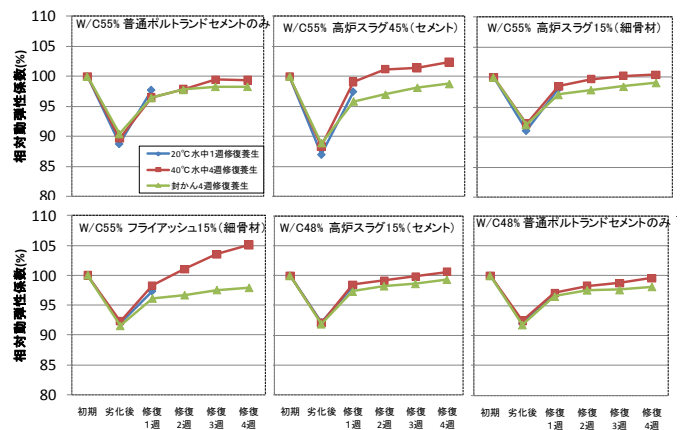 W/C55% 普通ポルトランドセメントのみ
W/C55% 高炉スラグ45%(セメント)
W/C55% 高炉スラグ15%(細骨材)
相対動弾性係数(%)
110
105
100
95
90
85
80
20℃水中1週修復養生
40℃水中4週修復養生
封かん4週修復養生
W/C55% フライアッシュ15%(細骨材)
W/C48% 高炉スラグ15%(セメント)
W/C48% 普通ポルトランドセメントのみ
相対動弾性係数(%)
110
105
100
95
90
85
80
初期 劣化後 修復1週 修復2週 修復3週 修復4週
初期 劣化後 修復1週 修復2週 修復3週 修復4週
初期 劣化後 修復1週 修復2週 修復3週 修復4週